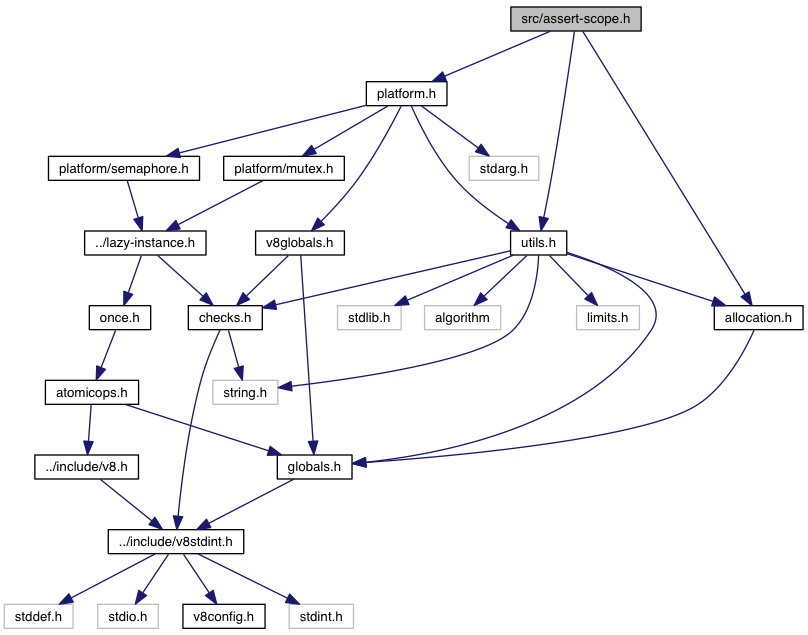 src/assert-scope.h
platform.h
platform/semaphore.h
platform/mutex.h
stdarg.h
../lazy-instance.h
v8globals.h
utils.h
once.h
checks.h
stdlib.h
algorithm
limits.h
allocation.h
atomicops.h
string.h
../include/v8.h
globals.h
../include/v8stdint.h
stddef.h
stdio.h
v8config.h
stdint.h